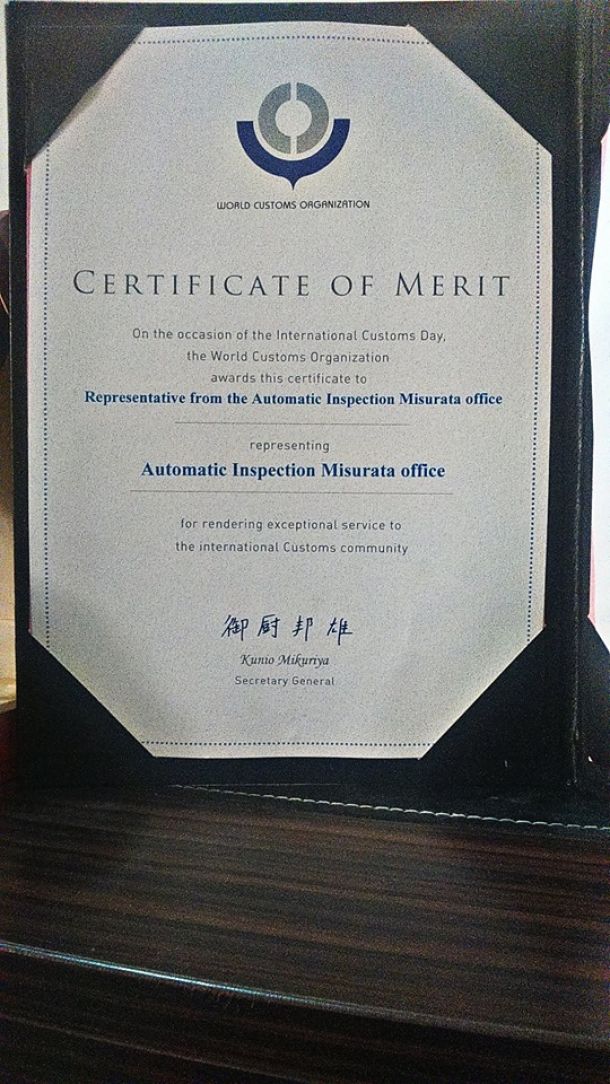 WORLD CUSTOMS ORGANIZATION
CERTIFICATE OF MERIT
On the occasion of the International Customs Day,
the World Customs Organization
awards this certificate to
Representative from the Automatic Inspection Misurata office
representing
Automatic Inspection Misurata office
for rendering exceptional service to
the international Customs community
御厨邦雄
Kunio Mikuriya
Secretary General